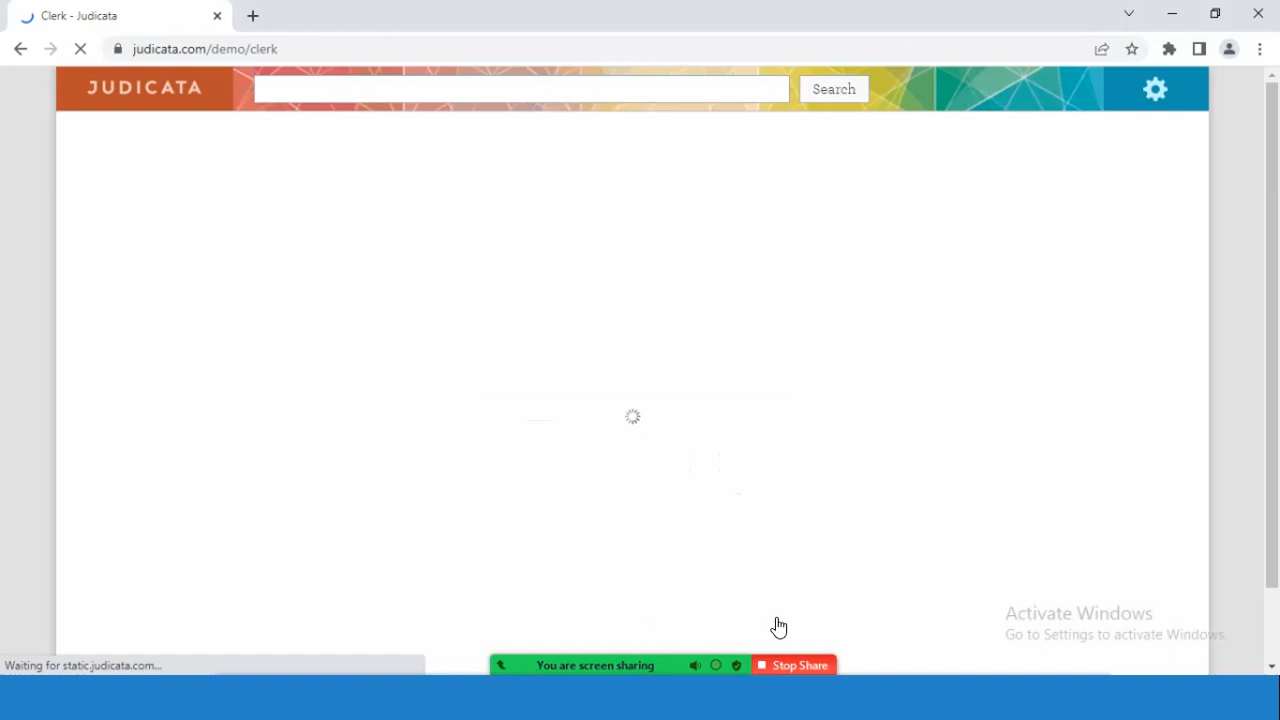 Clerk - Judicata
judicata.com/demo/clerk
JUDICATA
Search
Activate Windows
Go to Settings to activate Windows.
Waiting for static.judicata.com...
You are screen sharing
Stop Share